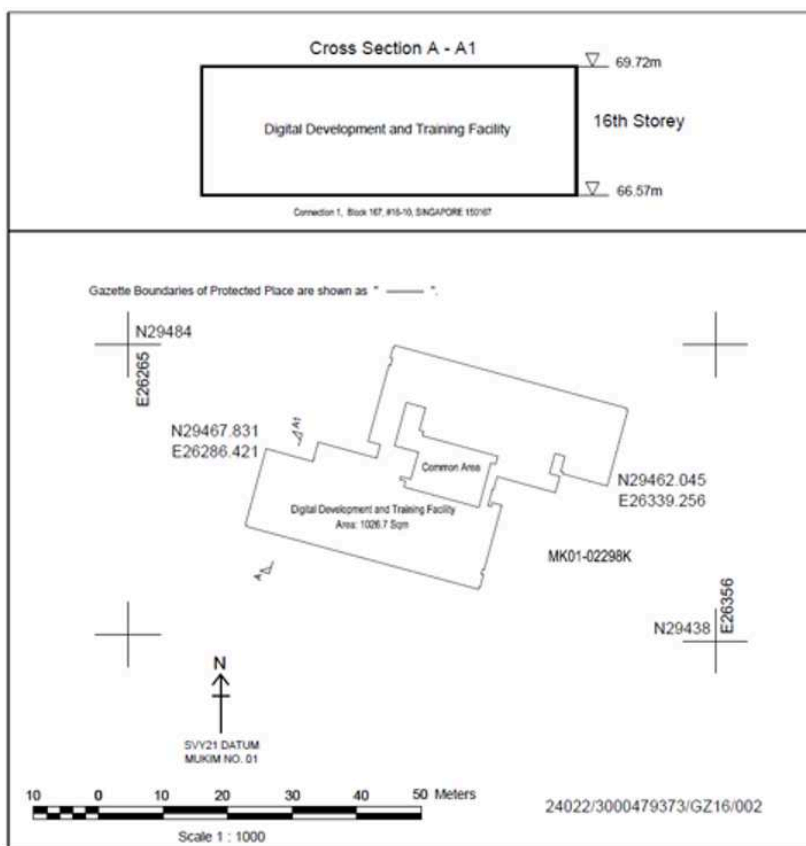 Cross Section A - A1
69.72m
Digital Development and Training Facility
16th Storey
66.57m
Connection 1, Block 167, #16-10, SINGAPORE 150167
Gazette Boundaries of Protected Place are shown as " ——— ".
N29484
E26265
N29467.831
E26286.421
A1
Common Area
N29462.045
E26339.256
Digital Development and Training Facility
Area: 1026.7 Sqm
MK01-02298K
A
E26356
N29438
N
SVY21 DATUM
MUKIM NO. 01
10 0 10 20 30 40 50 Meters
Scale 1 : 1000
24022/3000479373/GZ16/002